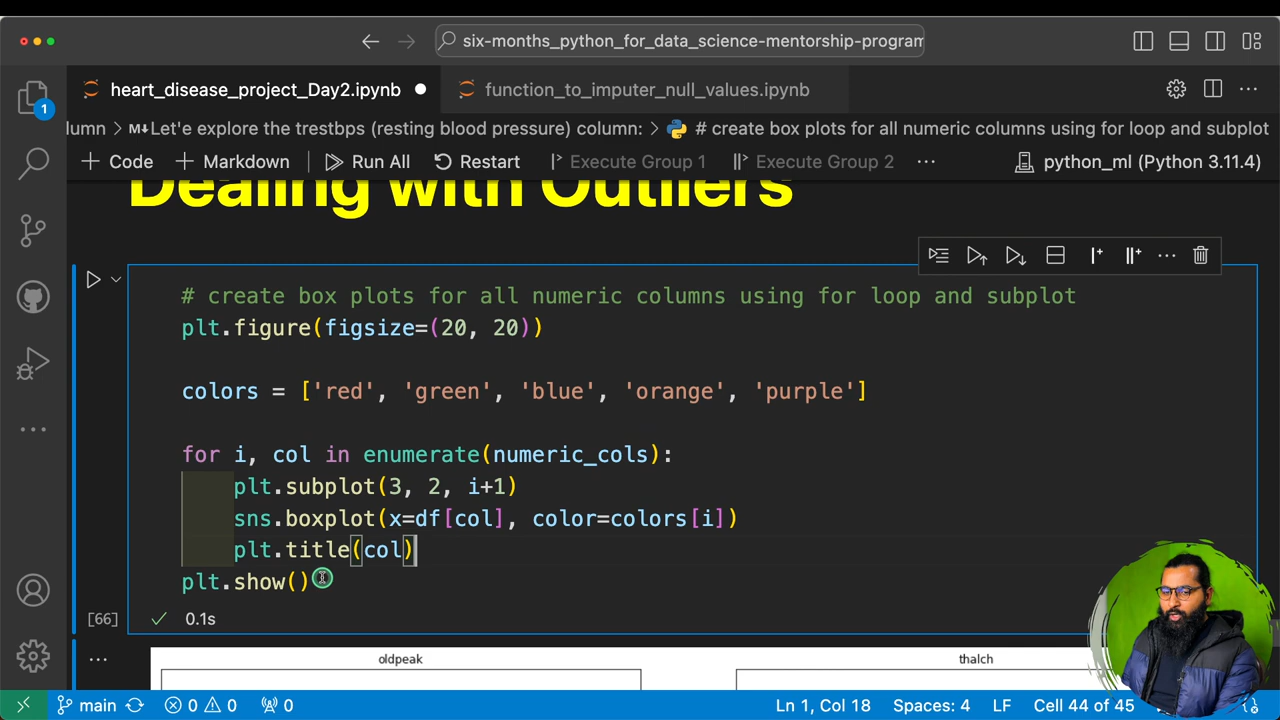 six-months_python_for_data_science-mentorship-program
heart_disease_project_Day2.ipynb
function_to_imputer_null_values.ipynb
1
lumn > M↓Let'e explore the trestbps (resting blood pressure) column: > # create box plots for all numeric columns using for loop and subplot
+ Code + Markdown Run All Restart Execute Group 1 Execute Group 2 ... python_ml (Python 3.11.4)
Dealing with Outliers
# create box plots for all numeric columns using for loop and subplot
plt.figure(figsize=(20, 20))
colors = ['red', 'green', 'blue', 'orange', 'purple']
for i, col in enumerate(numeric_cols):
plt.subplot(3, 2, i+1)
sns.boxplot(x=df[col], color=colors[i])
plt.title(col)
plt.show()
[66] 0.1s
oldpeak thalch
main 0 0 0 Ln 1, Col 18 Spaces: 4 LF Cell 44 of 45